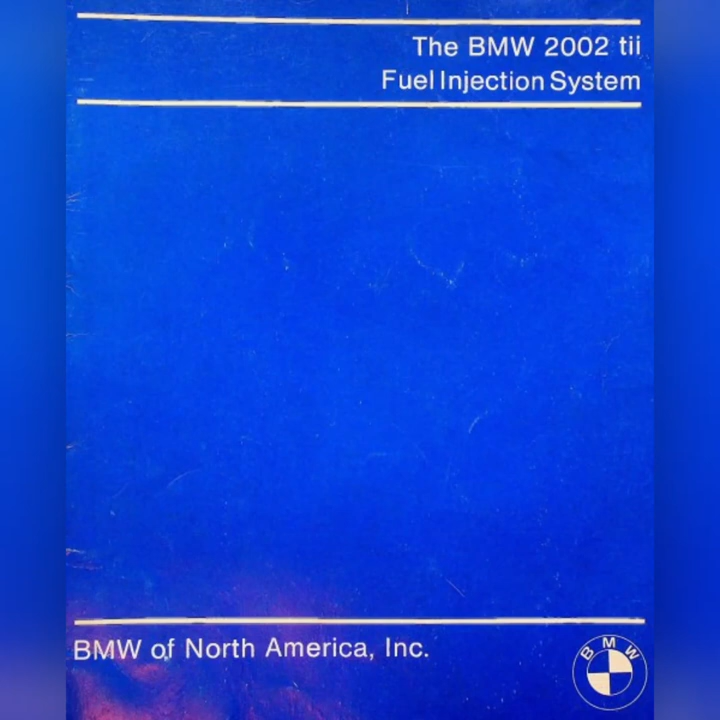 The BMW 2002 tii
Fuel Injection System
BMW of North America, Inc.
BMW